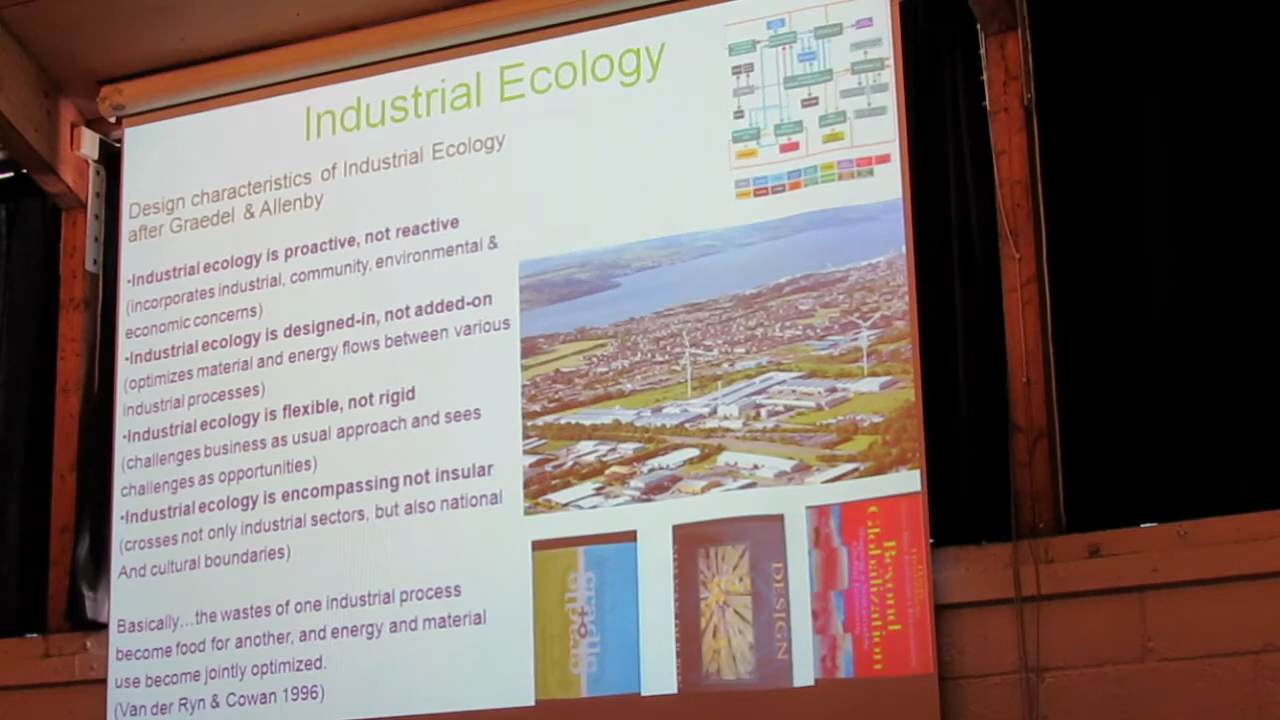 Industrial Ecology
Design characteristics of Industrial Ecology
after Graedel & Allenby
•Industrial ecology is proactive, not reactive
(incorporates industrial, community, environmental &
economic concerns)
•Industrial ecology is designed-in, not added-on
(optimizes material and energy flows between various
industrial processes)
•Industrial ecology is flexible, not rigid
(challenges business as usual approach and sees
challenges as opportunities)
•Industrial ecology is encompassing not insular
(crosses not only industrial sectors, but also national
And cultural boundaries)
Basically...the wastes of one industrial process
become food for another, and energy and material
use become jointly optimized.
(Van der Ryn & Cowan 1996)
cradle
to
cradle
DESIGN
Beyond
Globalization